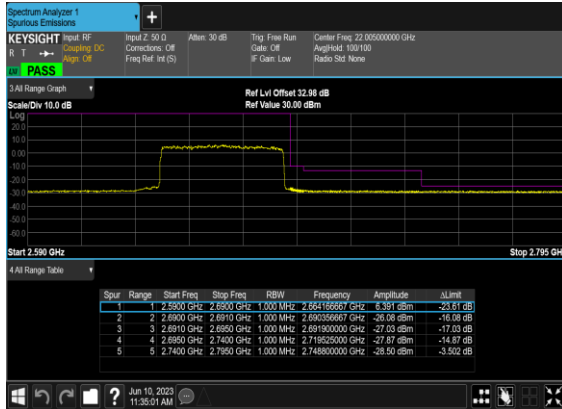 Spectrum Analyzer 1
Spurious Emissions
+
KEYSIGHT Input: RF Input Z: 50 Ω Atten: 30 dB Trig: Free Run Center Freq: 22.005000000 GHz
R T Coupling: DC Corrections: Off Gate: Off Avg|Hold: 100/100
Align: Off Freq Ref: Int (S) IF Gain: Low Radio Std: None
PASS
3 All Range Graph
Ref Lvl Offset 32.98 dB
Scale/Div 10.0 dB Ref Value 30.00 dBm
Log
20.0
10.0
0.00
-10.0
-20.0
-30.0
-40.0
-50.0
-60.0
Start 2.590 GHz Stop 2.795 GH
4 All Range Table
Spur Range Start Freq Stop Freq RBW Frequency Amplitude ΔLimit
1 1 2.5900 GHz 2.6900 GHz 1.000 MHz 2.664166667 GHz 6.391 dBm -23.61 dB
2 2 2.6900 GHz 2.6910 GHz 1.000 MHz 2.690356667 GHz -26.08 dBm -16.08 dB
3 3 2.6910 GHz 2.6950 GHz 1.000 MHz 2.691900000 GHz -27.03 dBm -17.03 dB
4 4 2.6950 GHz 2.7400 GHz 1.000 MHz 2.719525000 GHz -27.87 dBm -14.87 dB
5 5 2.7400 GHz 2.7950 GHz 1.000 MHz 2.748800000 GHz -28.50 dBm -3.502 dB
?
Jun 10, 2023
11:35:01 AM